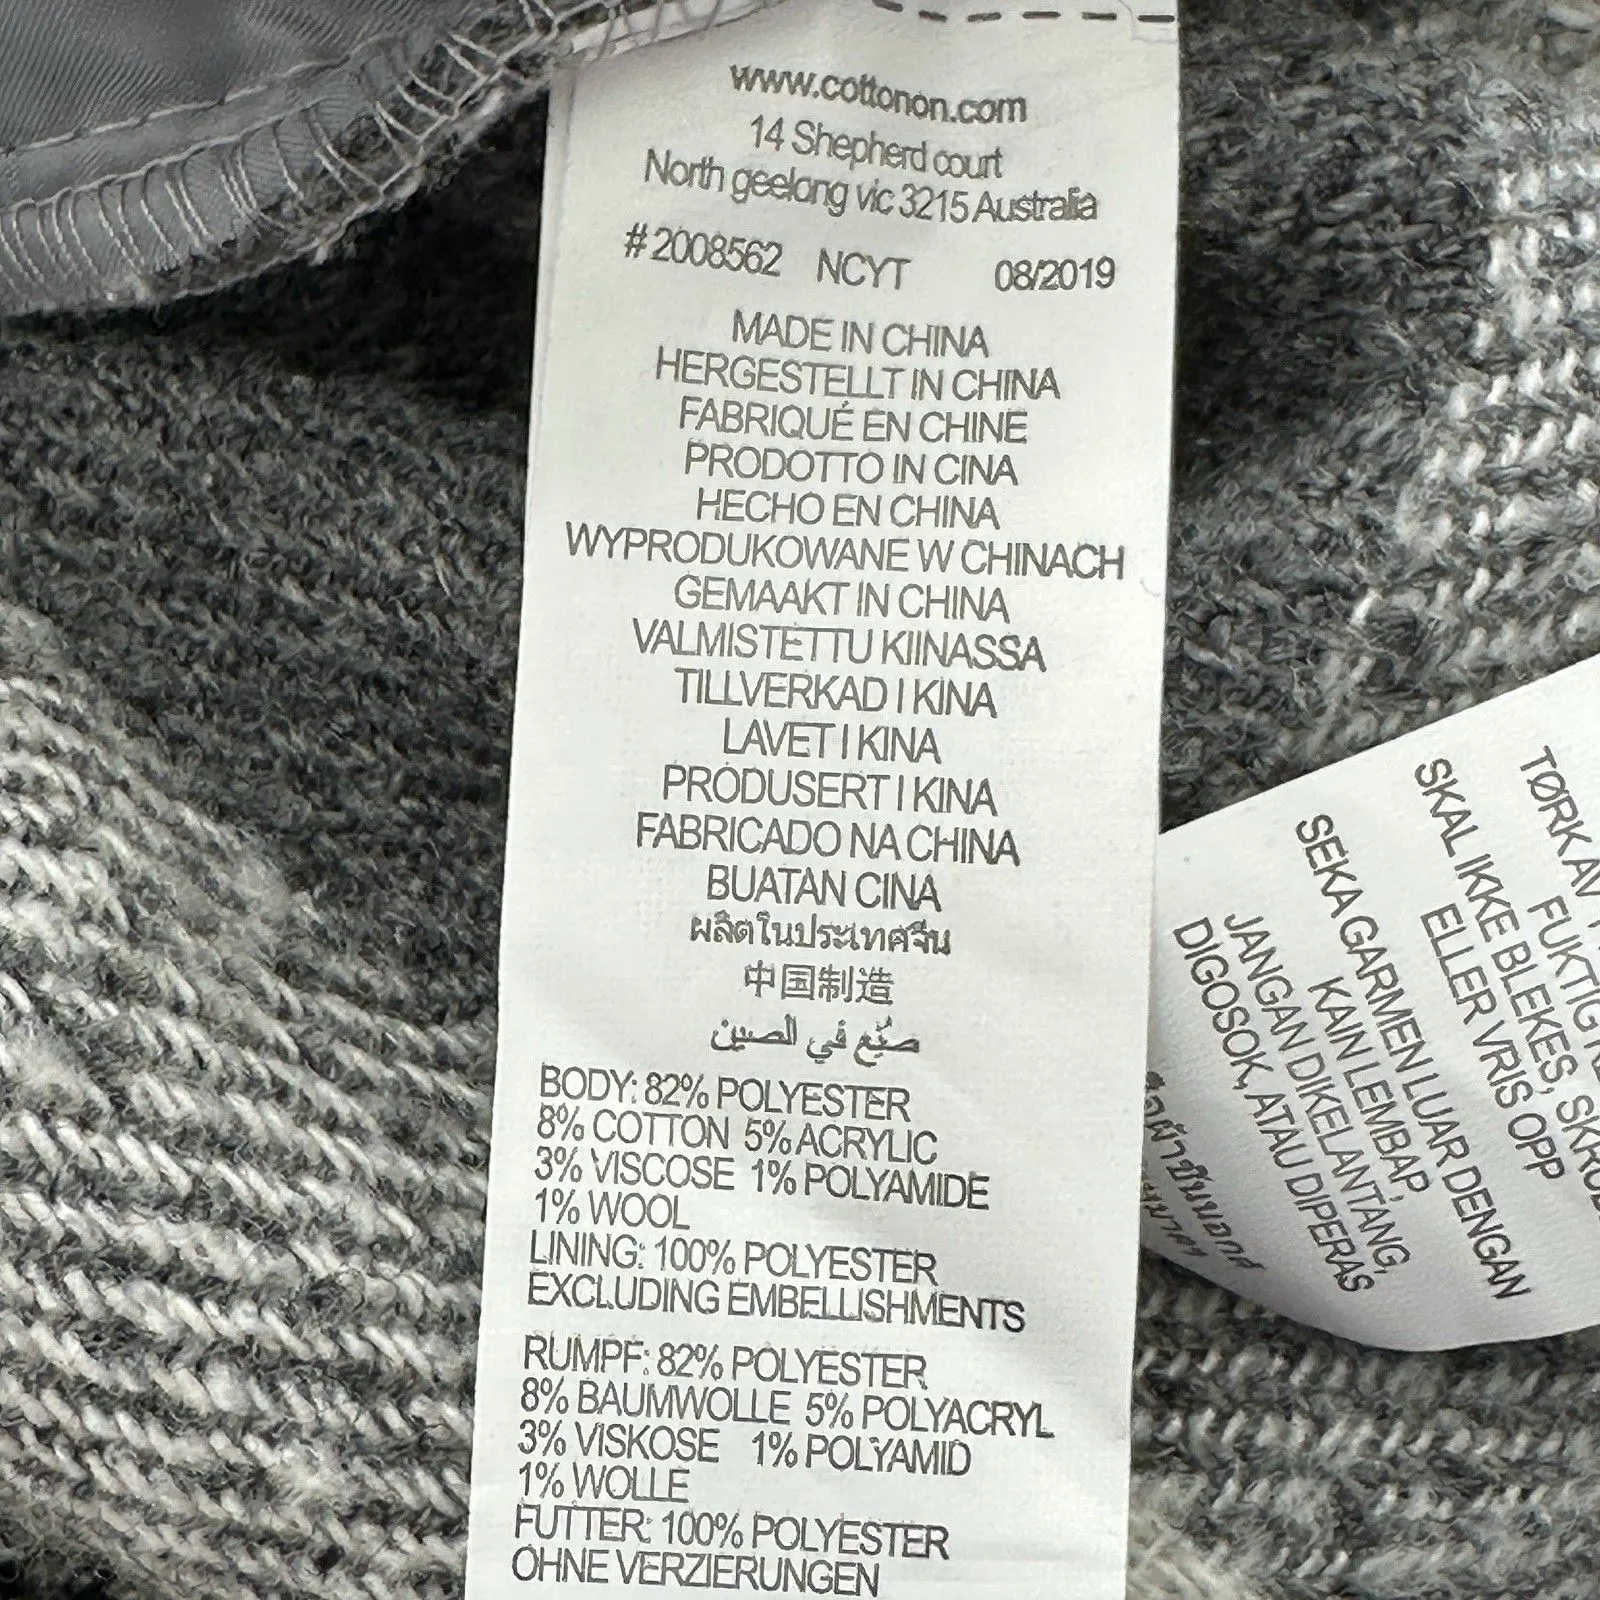 www.cottonon.com
14 Shepherd court
North geelong vic 3215 Australia
#2008562 NCYT 08/2019
MADE IN CHINA
HERGESTELLT IN CHINA
FABRIQUÉ EN CHINE
PRODOTTO IN CINA
HECHO EN CHINA
WYPRODUKOWANE W CHINACH
GEMAAKT IN CHINA
VALMISTETTU KIINASSA
TILLVERKAD I KINA
LAVET I KINA
PRODUSERT I KINA
FABRICADO NA CHINA
BUATAN CINA
ผลิตในประเทศจีน
中国制造
صنع في الصين
BODY: 82% POLYESTER
8% COTTON 5% ACRYLIC
3% VISCOSE 1% POLYAMIDE
1% WOOL
LINING: 100% POLYESTER
EXCLUDING EMBELLISHMENTS
RUMPF: 82% POLYESTER
8% BAUMWOLLE 5% POLYACRYL
3% VISKOSE 1% POLYAMID
1% WOLLE
FUTTER: 100% POLYESTER
OHNE VERZIERUNGEN
TØRK AV
FUKTIG
SKAL IKKE BLEKES,
ELLER VRIS OPP
SEKA GARMEN LUAR DENGAN
KAIN LEMBAP,
JANGAN DIKELANTANG,
DIGOSOK, ATAU DIPERAS